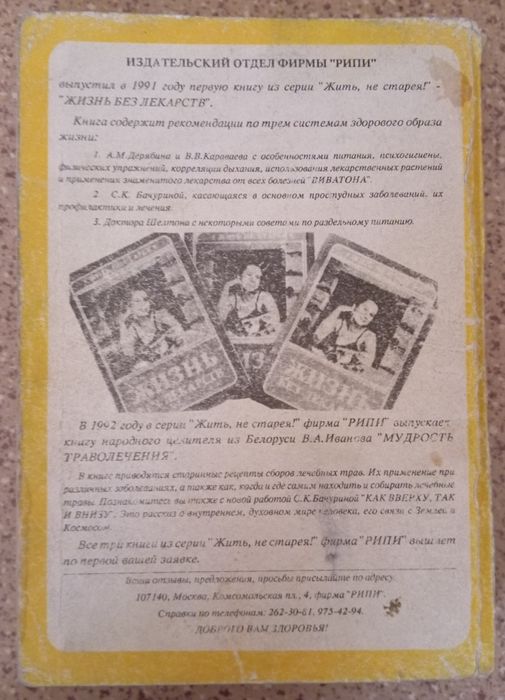 ИЗДАТЕЛЬСКИЙ ОТДЕЛ ФИРМЫ "РИПИ"
выпустил в 1991 году первую книгу из серии "Жить, не старея!" -
"ЖИЗНЬ БЕЗ ЛЕКАРСТВ".
Книга содержит рекомендации по трем системам здорового образа
жизни:
1. А.М.Дерябина и В.В.Караваева с особенностями питания, психогигиены,
физических упражнений, корреляции дыхания, использования лекарственных растений
и применения знаменитого лекарства от всех болезней "ВИВАТОНА".
2. С.К. Бачуриной, касающаяся в основном простудных заболеваний, их
профилактики и лечения.
3. Доктора Шелтона с некоторыми советами по раздельному питанию.
ЖИЗНЬ
ЖИЗНЬ
В 1992 году в серии "Жить, не старея!" фирма "РИПИ" выпускает
книгу народного целителя из Белоруси В.А.Иванова "МУДРОСТЬ
ТРАВОЛЕЧЕНИЯ".
В книге приводятся старинные рецепты сборов лечебных трав. Их применение при
различных заболеваниях, а также как, когда и где самим находить и собирать лечебные
травы. Познакомитесь вы также с новой работой С.К.Бачуриной "КАК ВВЕРХУ, ТАК
И ВНИЗУ". Это рассказ о внутреннем, духовном мире человека, его связи с Землей и
Космосом.
Все три книги из серии "Жить, не старея!" фирма "РИПИ" вышлет
по первой вашей заявке.
Ваши отзывы, предложения, просьбы присылайте по адресу:
107140, Москва, Комсомольская пл., 4, фирма "РИПИ".
Справки по телефонам: 262-30-61, 975-42-94.
ДОБРОГО ВАМ ЗДОРОВЬЯ!